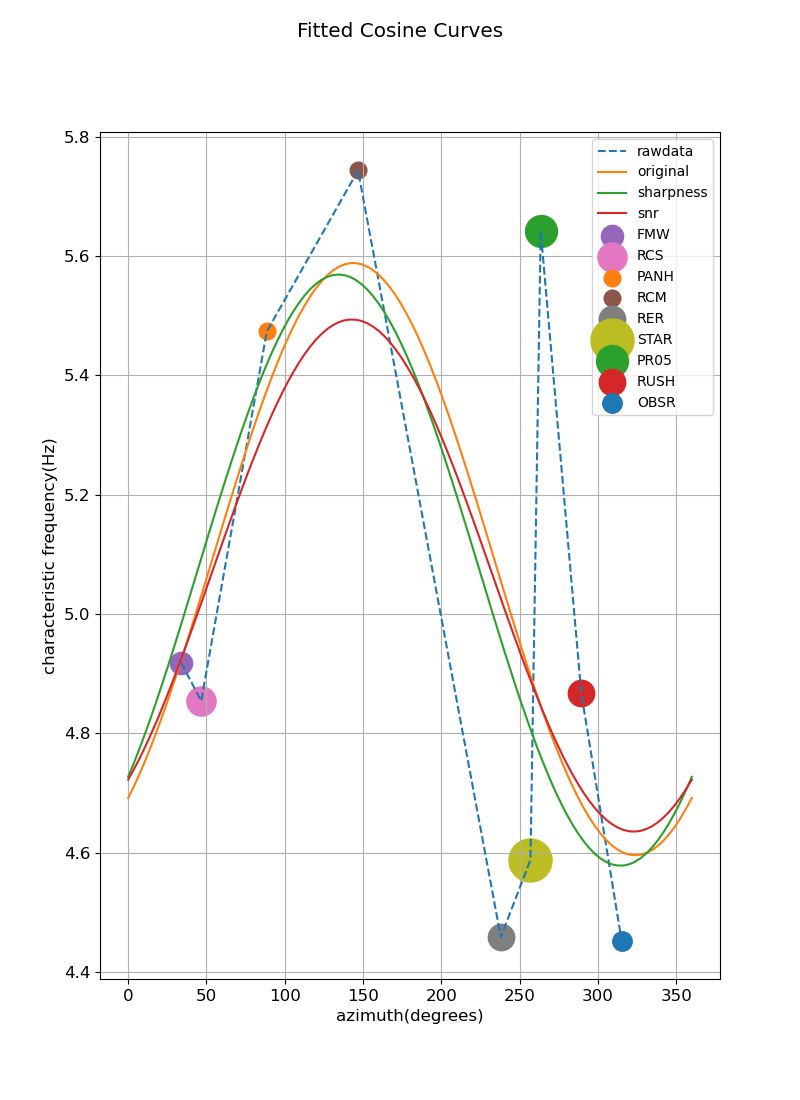 Fitted Cosine Curves
5.8
5.6
5.4
5.2
5.0
4.8
4.6
4.4
characteristic frequency(Hz)
rawdata
original
sharpness
snr
FMW
RCS
PANH
RCM
RER
STAR
PR05
RUSH
OBSR
0 50 100 150 200 250 300 350
azimuth(degrees)